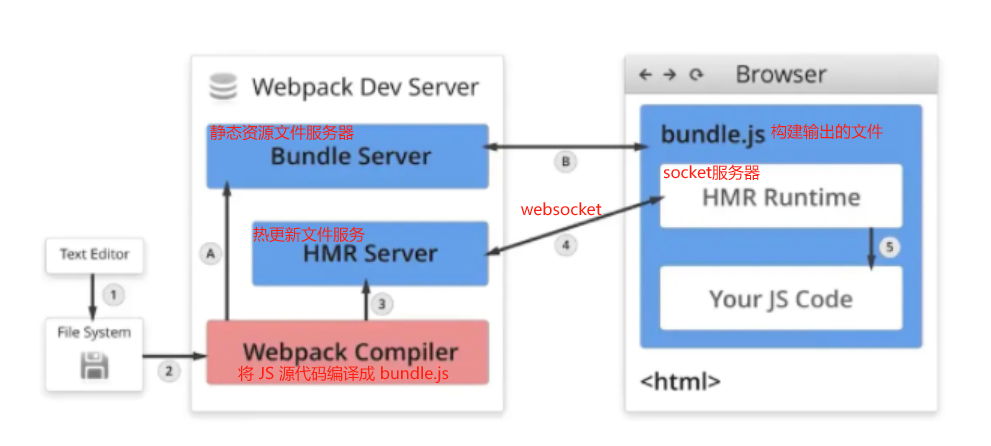 Webpack Dev Server
静态资源文件服务器
Bundle Server
A
热更新文件服务
HMR Server
3
Webpack Compiler
将 JS 源代码编译成 bundle.js
Text Editor
1
File System
2
B
websocket
4
Browser
bundle.js 构建输出的文件
socket服务器
HMR Runtime
5
Your JS Code
<html>